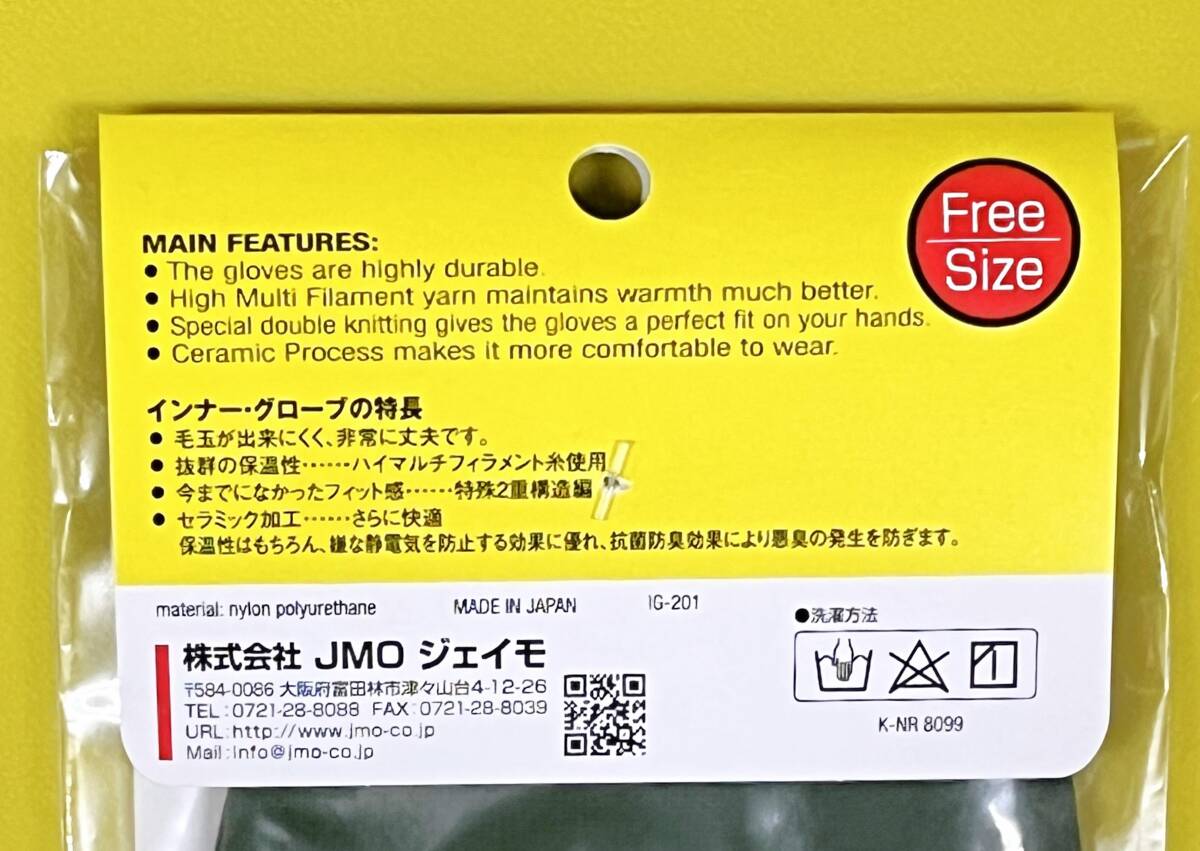 Free
Size
MAIN FEATURES:
● The gloves are highly durable.
● High Multi Filament yarn maintains warmth much better.
● Special double knitting gives the gloves a perfect fit on your hands.
● Ceramic Process makes it more comfortable to wear.
インナー・グローブの特長
● 毛玉が出来にくく、非常に丈夫です。
● 抜群の保温性……ハイマルチフィラメント糸使用
● 今までになかったフィット感……特殊2重構造編
● セラミック加工……さらに快適
保温性はもちろん、嫌な静電気を防止する効果に優れ、抗菌防臭効果により悪臭の発生を防ぎます。
material: nylon polyurethane MADE IN JAPAN IG-201
●洗濯方法
株式会社 JMO ジェイモ
〒584-0086 大阪府富田林市津々山台4-12-26
TEL:0721-28-8088 FAX:0721-28-8039
URL:http://www.jmo-co.jp
Mail:info@jmo-co.jp
K-NR 8099